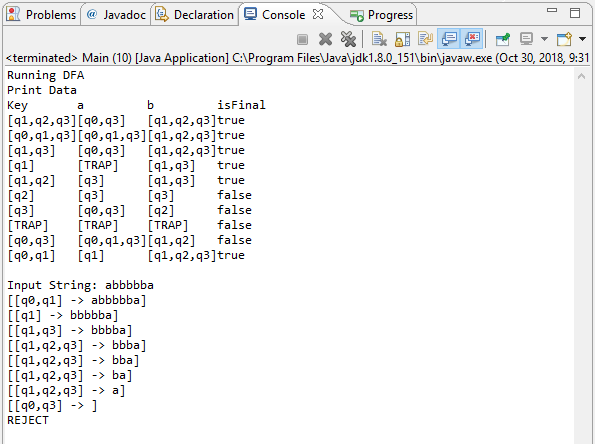 Problems @ Javadoc Declaration Console Progress
<terminated> Main (10) [Java Application] C:\Program Files\Java\jdk1.8.0_151\bin\javaw.exe (Oct 30, 2018, 9:31
Running DFA
Print Data
Key a b isFinal
[q1,q2,q3][q0,q3] [q1,q2,q3]true
[q0,q1,q3][q0,q1,q3][q1,q2,q3]true
[q1,q3] [q0,q3] [q1,q2,q3]true
[q1] [TRAP] [q1,q3] true
[q1,q2] [q3] [q1,q3] true
[q2] [q3] [q3] false
[q3] [q0,q3] [q2] false
[TRAP] [TRAP] [TRAP] false
[q0,q3] [q0,q1,q3][q1,q2] false
[q0,q1] [q1] [q1,q2,q3]true
Input String: abbbbba
[[q0,q1] -> abbbbba]
[[q1] -> bbbbba]
[[q1,q3] -> bbbba]
[[q1,q2,q3] -> bbba]
[[q1,q2,q3] -> bba]
[[q1,q2,q3] -> ba]
[[q1,q2,q3] -> a]
[[q0,q3] -> ]
REJECT